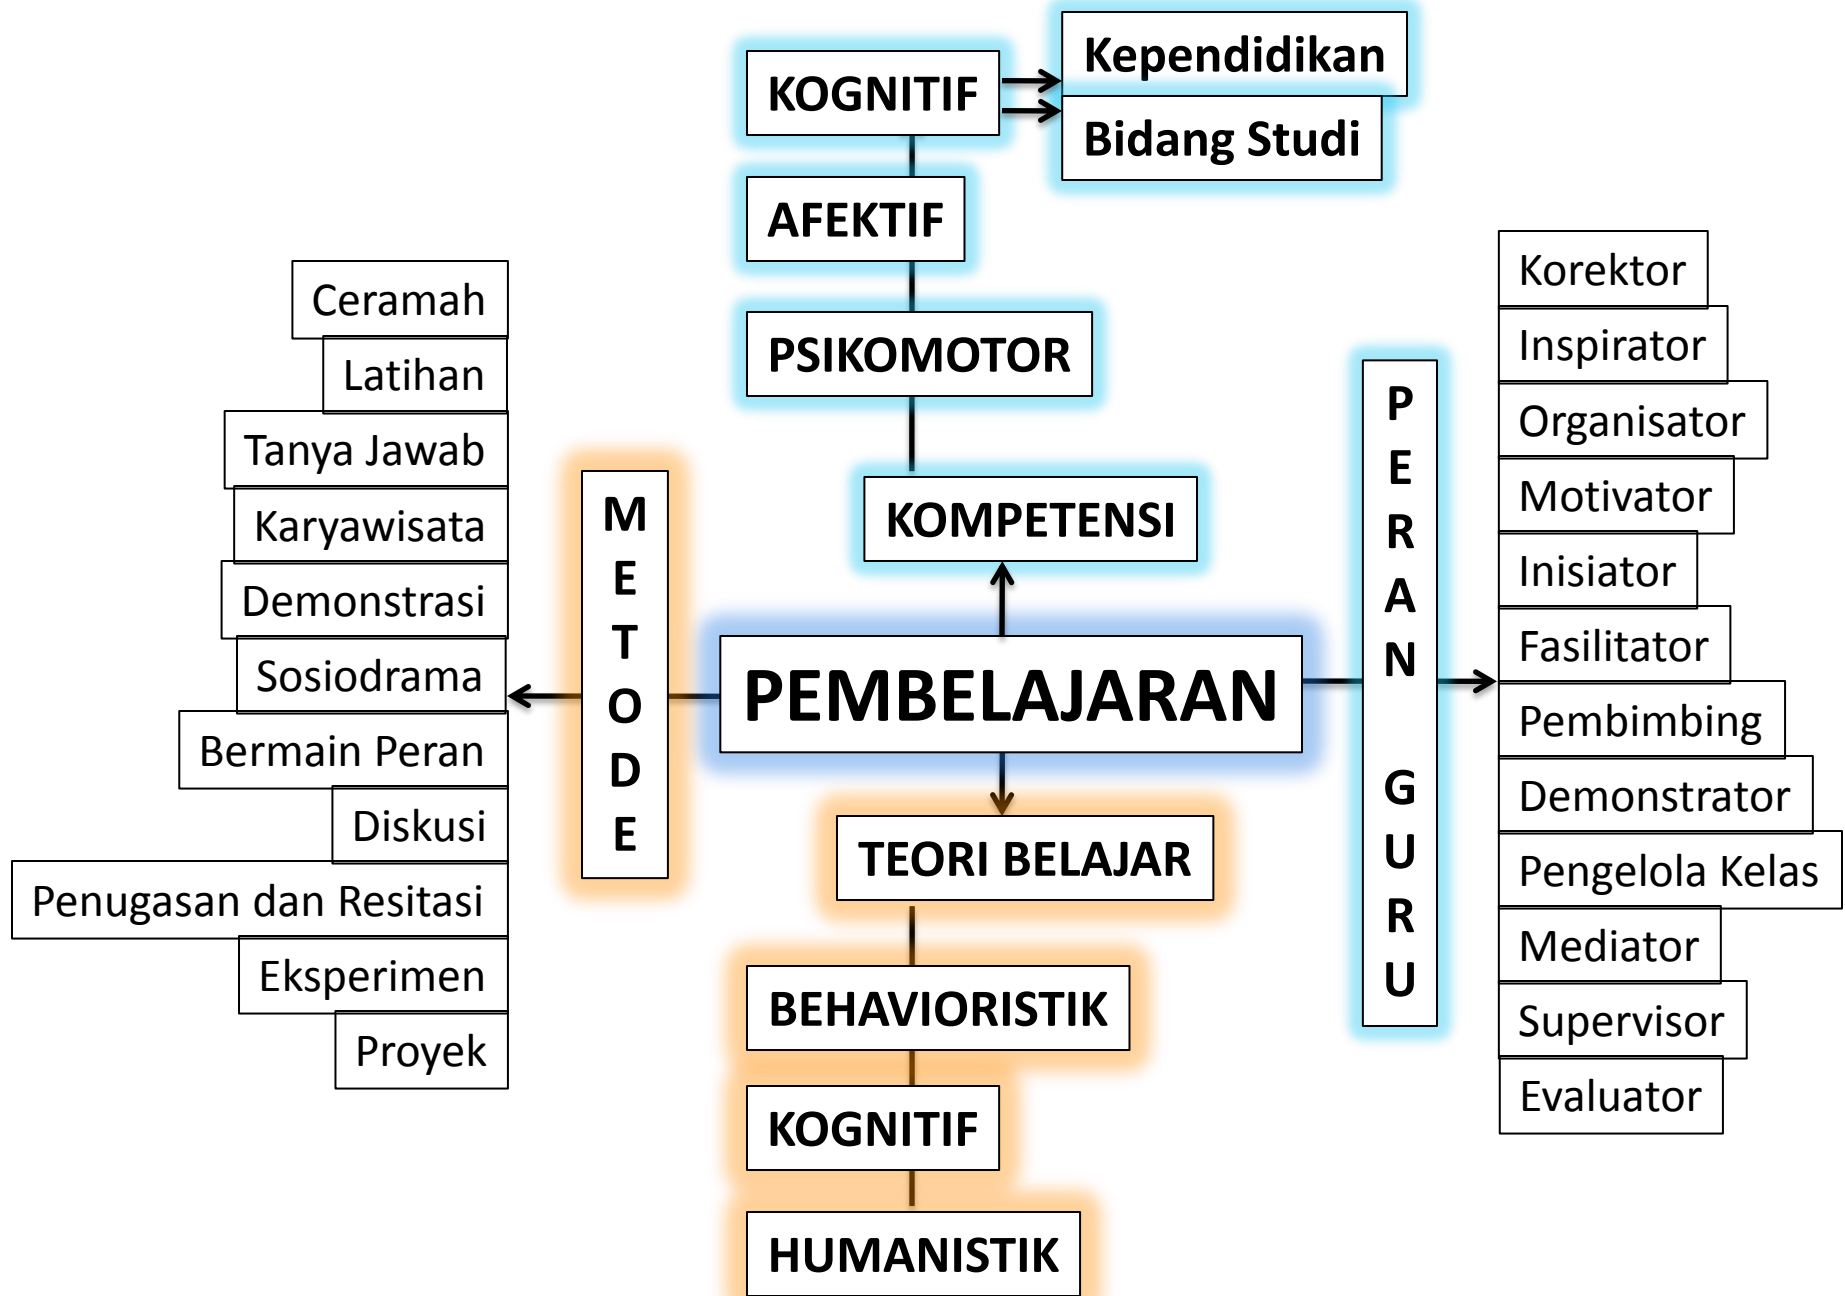 KOGNITIF
Kependidikan
Bidang Studi
AFEKTIF
PSIKOMOTOR
KOMPETENSI
PEMBELAJARAN
METODE
Ceramah
Latihan
Tanya Jawab
Karyawisata
Demonstrasi
Sosiodrama
Bermain Peran
Diskusi
Penugasan dan Resitasi
Eksperimen
Proyek
PERAN GURU
Korektor
Inspirator
Organisator
Motivator
Inisiator
Fasilitator
Pembimbing
Demonstrator
Pengelola Kelas
Mediator
Supervisor
Evaluator
TEORI BELAJAR
BEHAVIORISTIK
KOGNITIF
HUMANISTIK